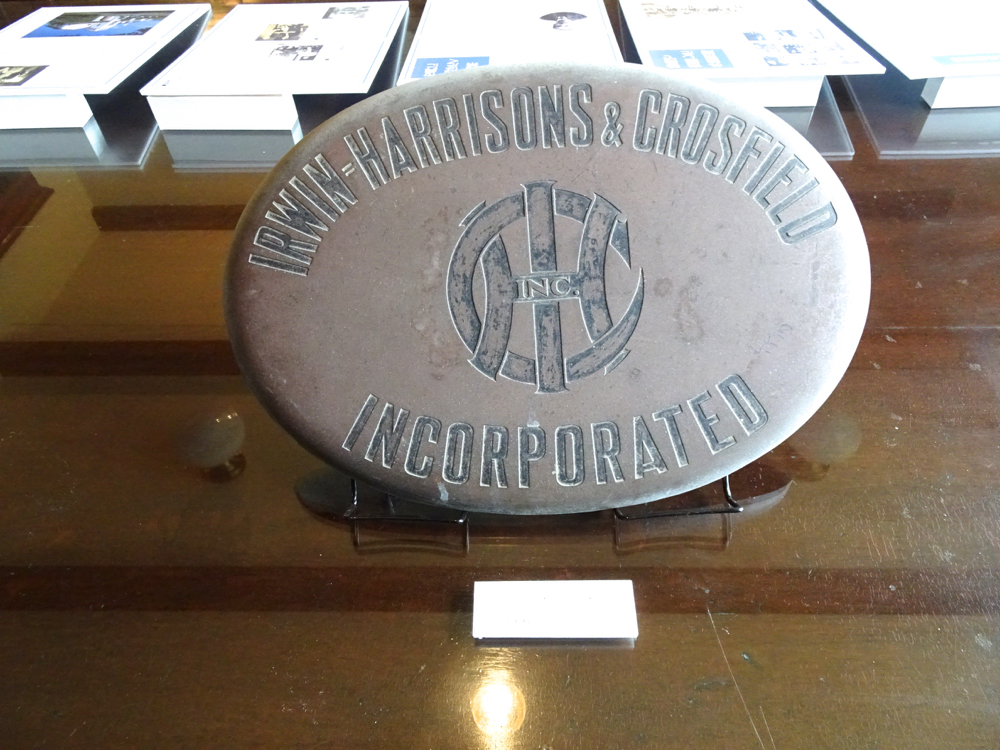 IRWIN=HARRISONS & CROSFIELD
INC.
INCORPORATED